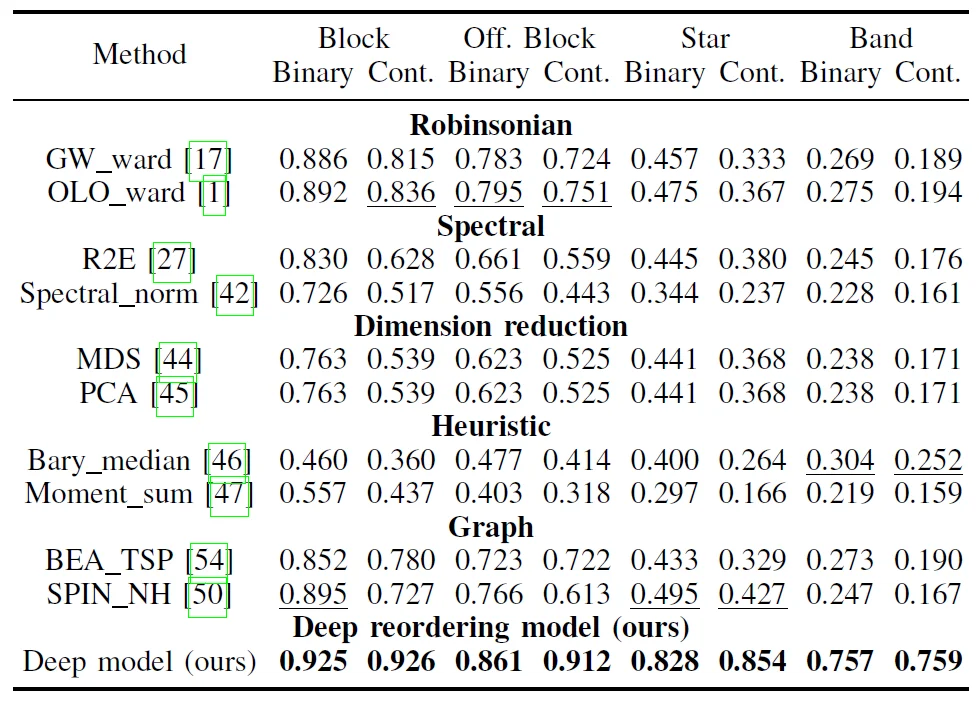 Method Block Off. Block Star Band
Binary Cont. Binary Cont. Binary Cont. Binary Cont.
Robinsonian
GW_ward [17] 0.886 0.815 0.783 0.724 0.457 0.333 0.269 0.189
OLO_ward [1] 0.892 0.836 0.795 0.751 0.475 0.367 0.275 0.194
Spectral
R2E [27] 0.830 0.628 0.661 0.559 0.445 0.380 0.245 0.176
Spectral_norm [42] 0.726 0.517 0.556 0.443 0.344 0.237 0.228 0.161
Dimension reduction
MDS [44] 0.763 0.539 0.623 0.525 0.441 0.368 0.238 0.171
PCA [45] 0.763 0.539 0.623 0.525 0.441 0.368 0.238 0.171
Heuristic
Bary_median [46] 0.460 0.360 0.477 0.414 0.400 0.264 0.304 0.252
Moment_sum [47] 0.557 0.437 0.403 0.318 0.297 0.166 0.219 0.159
Graph
BEA_TSP [54] 0.852 0.780 0.723 0.722 0.433 0.329 0.273 0.190
SPIN_NH [50] 0.895 0.727 0.766 0.613 0.495 0.427 0.247 0.167
Deep reordering model (ours)
Deep model (ours) 0.925 0.926 0.861 0.912 0.828 0.854 0.757 0.759